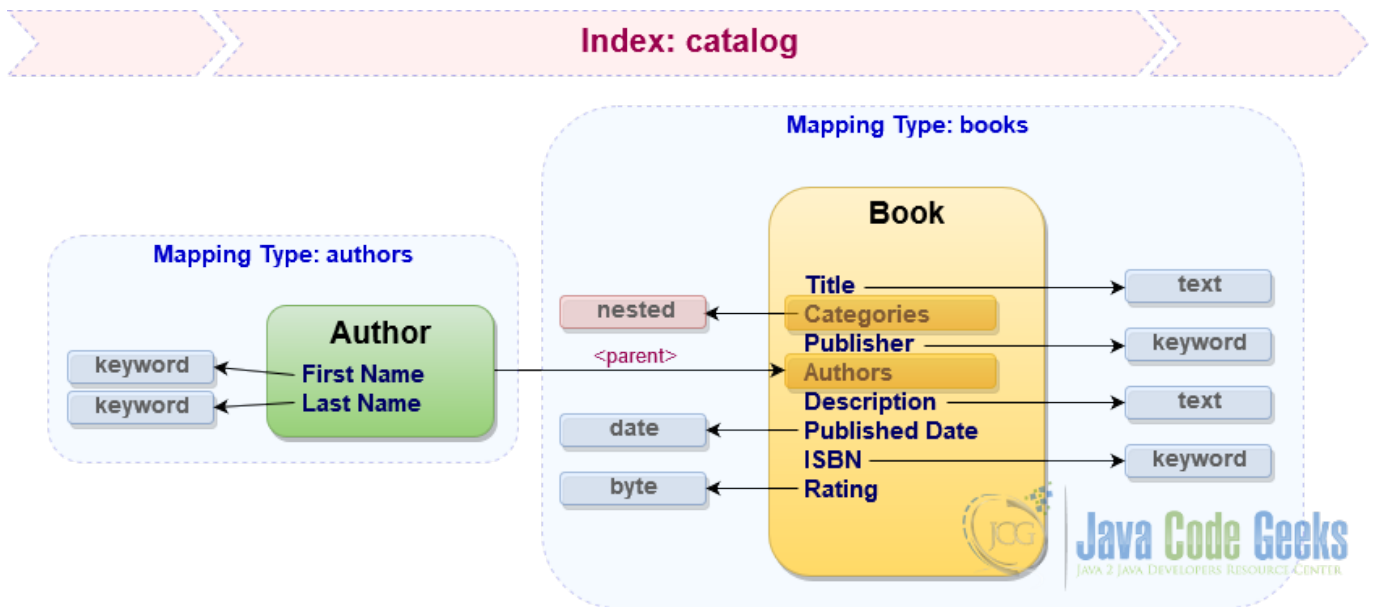 Index: catalog
Mapping Type: books
Mapping Type: authors
Book
Author
First Name
Last Name
keyword
keyword
<parent>
Title
Categories
Publisher
Authors
Description
Published Date
ISBN
Rating
nested
date
byte
text
keyword
text
keyword
JCG
Java Code Geeks
JAVA 2 JAVA DEVELOPERS RESOURCE CENTER